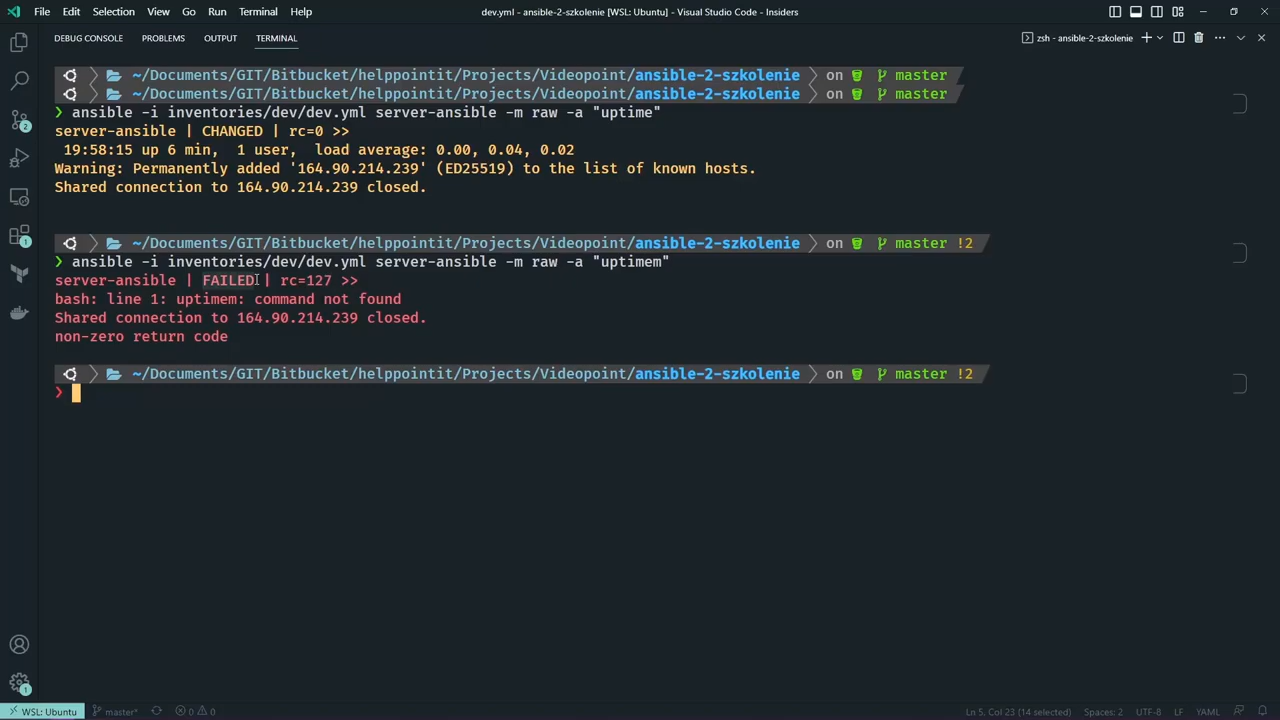 File Edit Selection View Go Run Terminal Help dev.yml - ansible-2-szkolenie [WSL: Ubuntu] - Visual Studio Code - Insiders
DEBUG CONSOLE PROBLEMS OUTPUT TERMINAL zsh - ansible-2-szkolenie
~/Documents/GIT/Bitbucket/helppointit/Projects/Videopoint/ansible-2-szkolenie on master
~/Documents/GIT/Bitbucket/helppointit/Projects/Videopoint/ansible-2-szkolenie on master
❯ ansible -i inventories/dev/dev.yml server-ansible -m raw -a "uptime"
server-ansible | CHANGED | rc=0 >>
19:58:15 up 6 min, 1 user, load average: 0.00, 0.04, 0.02
Warning: Permanently added '164.90.214.239' (ED25519) to the list of known hosts.
Shared connection to 164.90.214.239 closed.
~/Documents/GIT/Bitbucket/helppointit/Projects/Videopoint/ansible-2-szkolenie on master !2
❯ ansible -i inventories/dev/dev.yml server-ansible -m raw -a "uptimem"
server-ansible | FAILED | rc=127 >>
bash: line 1: uptimem: command not found
Shared connection to 164.90.214.239 closed.
non-zero return code
~/Documents/GIT/Bitbucket/helppointit/Projects/Videopoint/ansible-2-szkolenie on master !2
❯
2
1
1
WSL: Ubuntu master* 0 0 Ln 5, Col 23 (14 selected) Spaces: 2 UTF-8 LF YAML